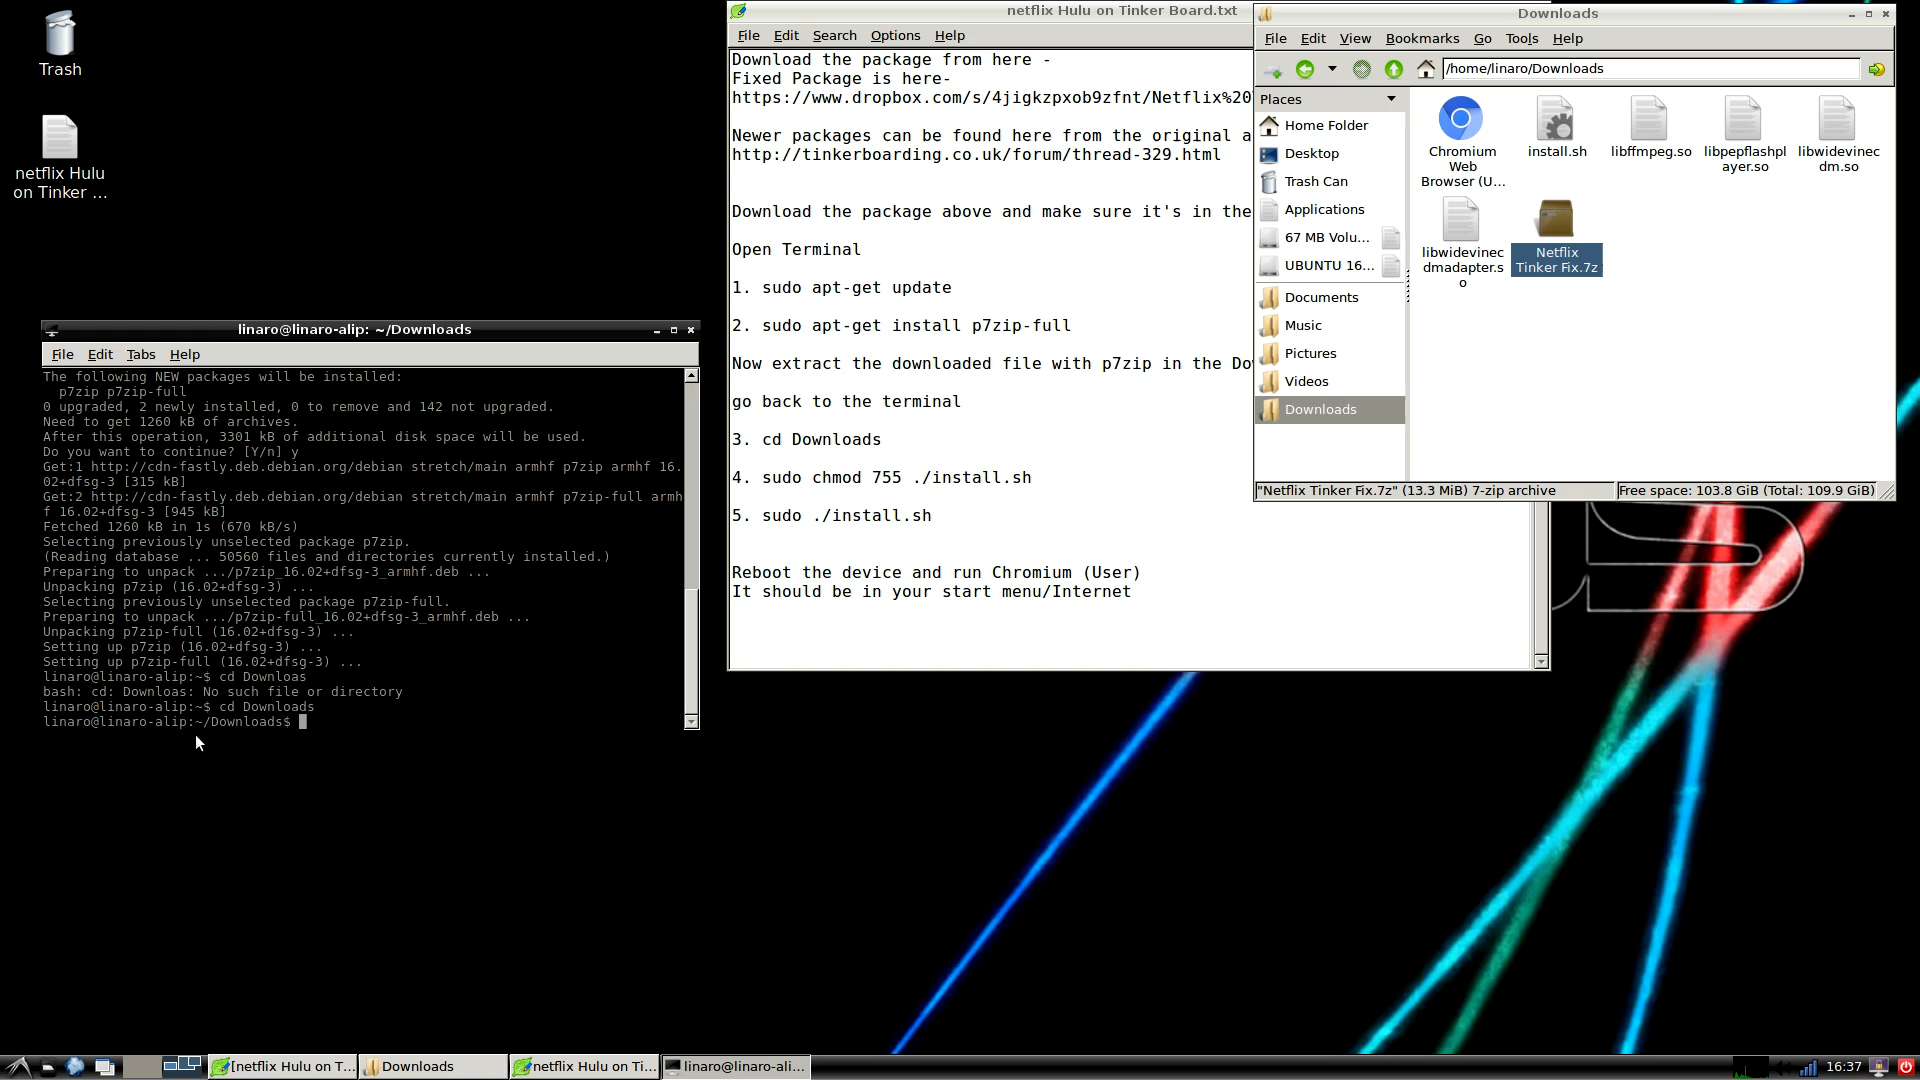 Trash
netflix Hulu
on Tinker ...
linaro@linaro-alip: ~/Downloads
File Edit Tabs Help
The following NEW packages will be installed:
p7zip p7zip-full
0 upgraded, 2 newly installed, 0 to remove and 142 not upgraded.
Need to get 1260 kB of archives.
After this operation, 3301 kB of additional disk space will be used.
Do you want to continue? [Y/n] y
Get:1 http://cdn-fastly.deb.debian.org/debian stretch/main armhf p7zip armhf 16.
02+dfsg-3 [315 kB]
Get:2 http://cdn-fastly.deb.debian.org/debian stretch/main armhf p7zip-full armh
f 16.02+dfsg-3 [945 kB]
Fetched 1260 kB in 1s (670 kB/s)
Selecting previously unselected package p7zip.
(Reading database ... 50560 files and directories currently installed.)
Preparing to unpack .../p7zip_16.02+dfsg-3_armhf.deb ...
Unpacking p7zip (16.02+dfsg-3) ...
Selecting previously unselected package p7zip-full.
Preparing to unpack .../p7zip-full_16.02+dfsg-3_armhf.deb ...
Unpacking p7zip-full (16.02+dfsg-3) ...
Setting up p7zip (16.02+dfsg-3) ...
Setting up p7zip-full (16.02+dfsg-3) ...
linaro@linaro-alip:~$ cd Downloas
bash: cd: Downloas: No such file or directory
linaro@linaro-alip:~$ cd Downloads
linaro@linaro-alip:~/Downloads$
netflix Hulu on Tinker Board.txt
File Edit Search Options Help
Download the package from here -
Fixed Package is here-
https://www.dropbox.com/s/4jigkzpxob9zfnt/Netflix%20
Newer packages can be found here from the original a
http://tinkerboarding.co.uk/forum/thread-329.html
Download the package above and make sure it's in the
Open Terminal
1. sudo apt-get update
2. sudo apt-get install p7zip-full
Now extract the downloaded file with p7zip in the Do
go back to the terminal
3. cd Downloads
4. sudo chmod 755 ./install.sh
5. sudo ./install.sh
Reboot the device and run Chromium (User)
It should be in your start menu/Internet
Downloads
File Edit View Bookmarks Go Tools Help
/home/linaro/Downloads
Places
Home Folder
Desktop
Trash Can
Applications
67 MB Volu...
UBUNTU 16...
Documents
Music
Pictures
Videos
Downloads
Chromium
Web
Browser (U...
install.sh
libffmpeg.so
libpepflashpl
ayer.so
libwidevinec
dm.so
libwidevinec
dmadapter.s
o
Netflix
Tinker Fix.7z
"Netflix Tinker Fix.7z" (13.3 MiB) 7-zip archive
Free space: 103.8 GiB (Total: 109.9 GiB)
[netflix Hulu on T...
Downloads
netflix Hulu on Ti...
linaro@linaro-ali...
16:37